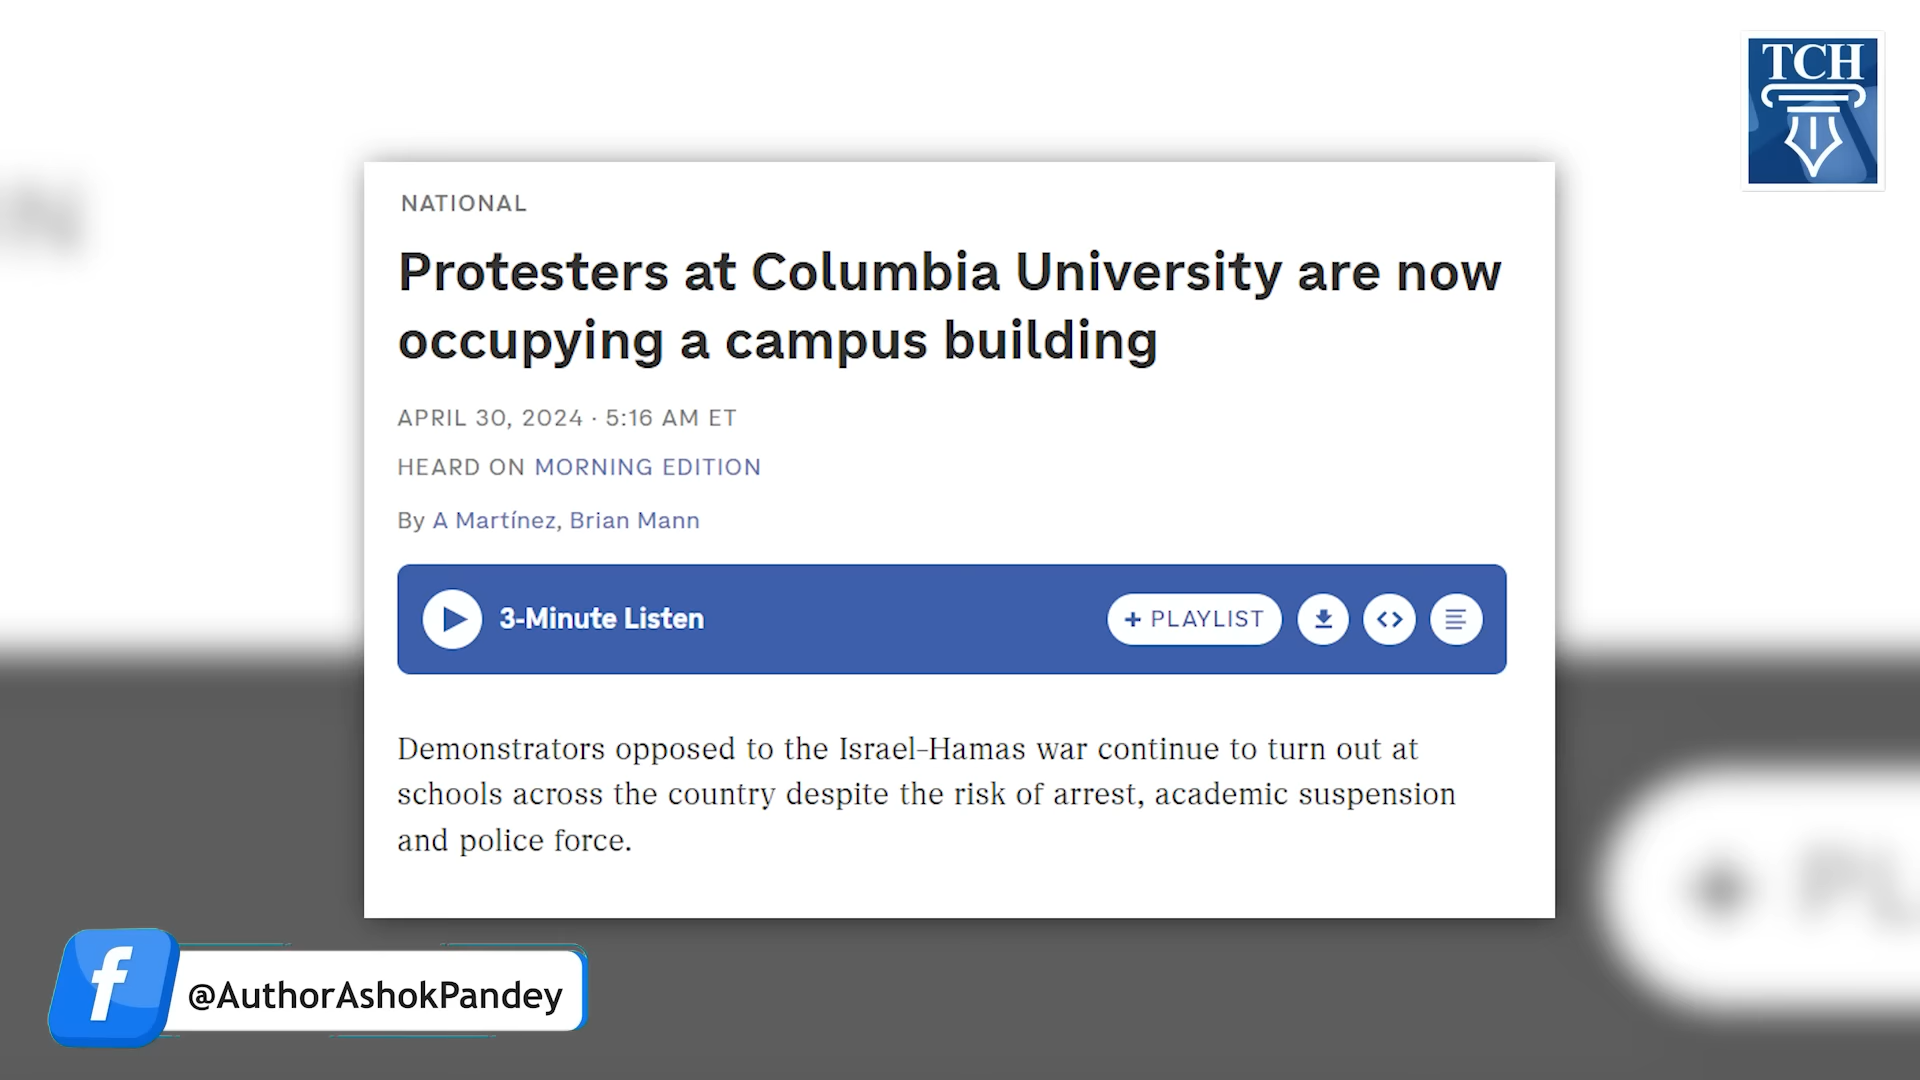 TCH
NATIONAL
Protesters at Columbia University are now
occupying a campus building
APRIL 30, 2024 · 5:16 AM ET
HEARD ON MORNING EDITION
By A Martínez, Brian Mann
3-Minute Listen
+ PLAYLIST
Demonstrators opposed to the Israel-Hamas war continue to turn out at
schools across the country despite the risk of arrest, academic suspension
and police force.
@AuthorAshokPandey